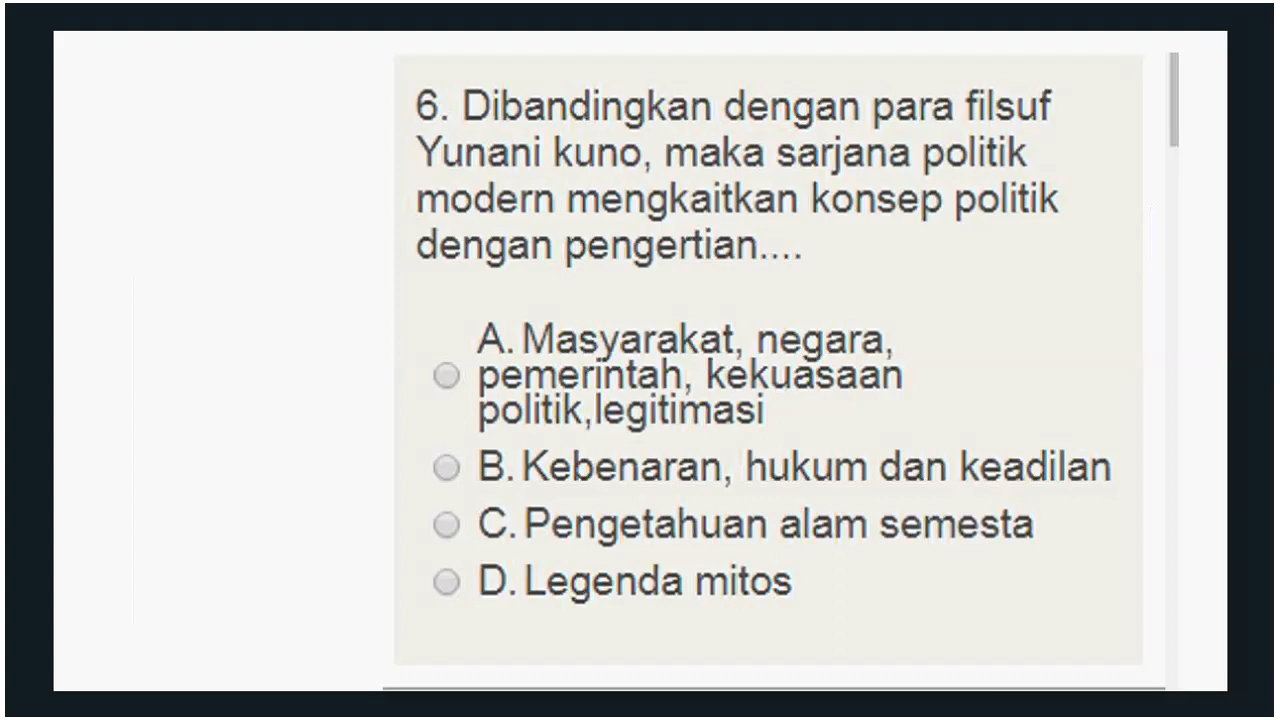 6. Dibandingkan dengan para filsuf
Yunani kuno, maka sarjana politik
modern mengkaitkan konsep politik
dengan pengertian....
A. Masyarakat, negara,
pemerintah, kekuasaan
politik,legitimasi
B. Kebenaran, hukum dan keadilan
C. Pengetahuan alam semesta
D. Legenda mitos